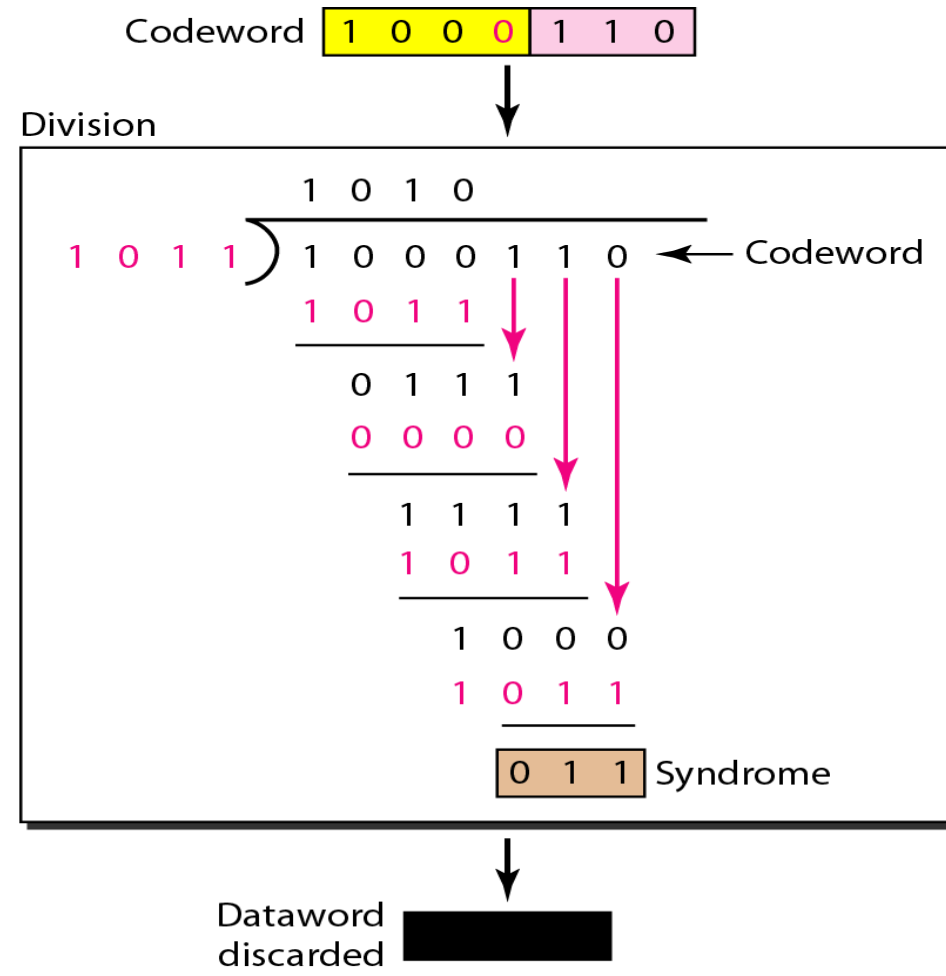 Codeword 1 0 0 0 1 1 0
Division
1 0 1 0
1 0 1 1 1 0 0 0 1 1 0 Codeword
1 0 1 1
0 1 1 1
0 0 0 0
1 1 1 1
1 0 1 1
1 0 0 0
1 0 1 1
0 1 1 Syndrome
Dataword
discarded